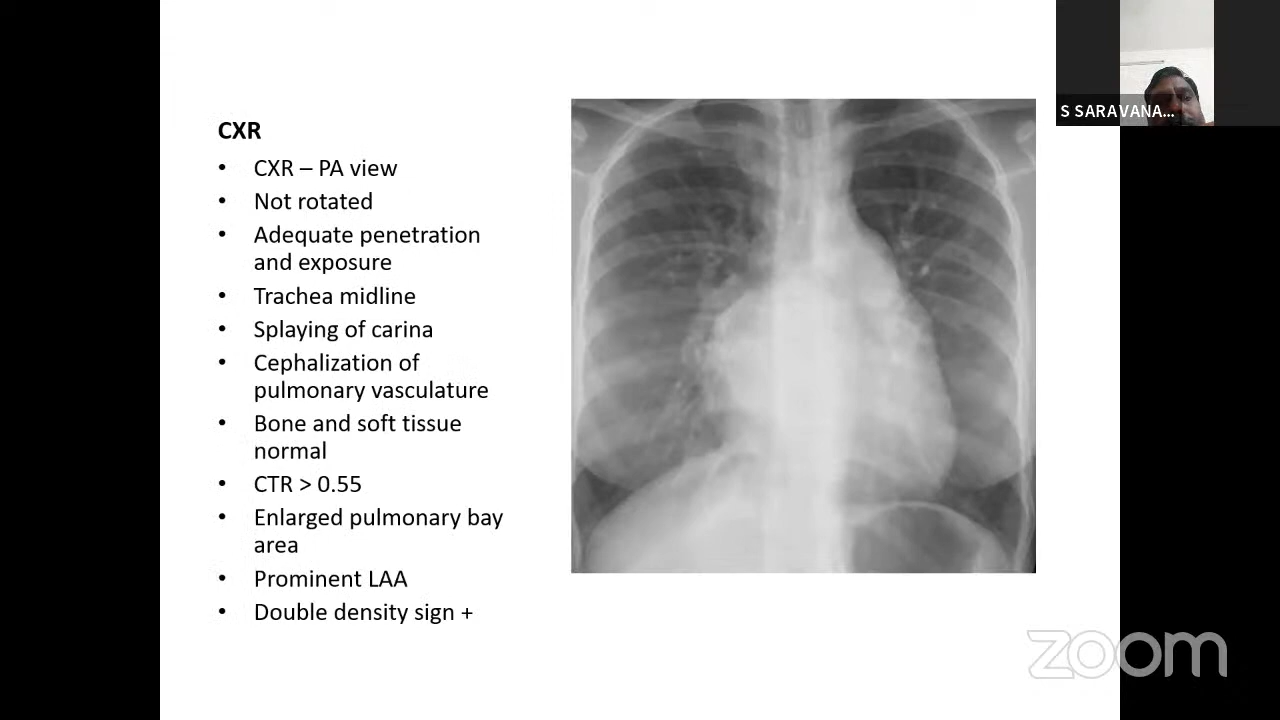 S SARAVANA...
CXR
• CXR – PA view
• Not rotated
• Adequate penetration
and exposure
• Trachea midline
• Splaying of carina
• Cephalization of
pulmonary vasculature
• Bone and soft tissue
normal
• CTR > 0.55
• Enlarged pulmonary bay
area
• Prominent LAA
• Double density sign +
zoom